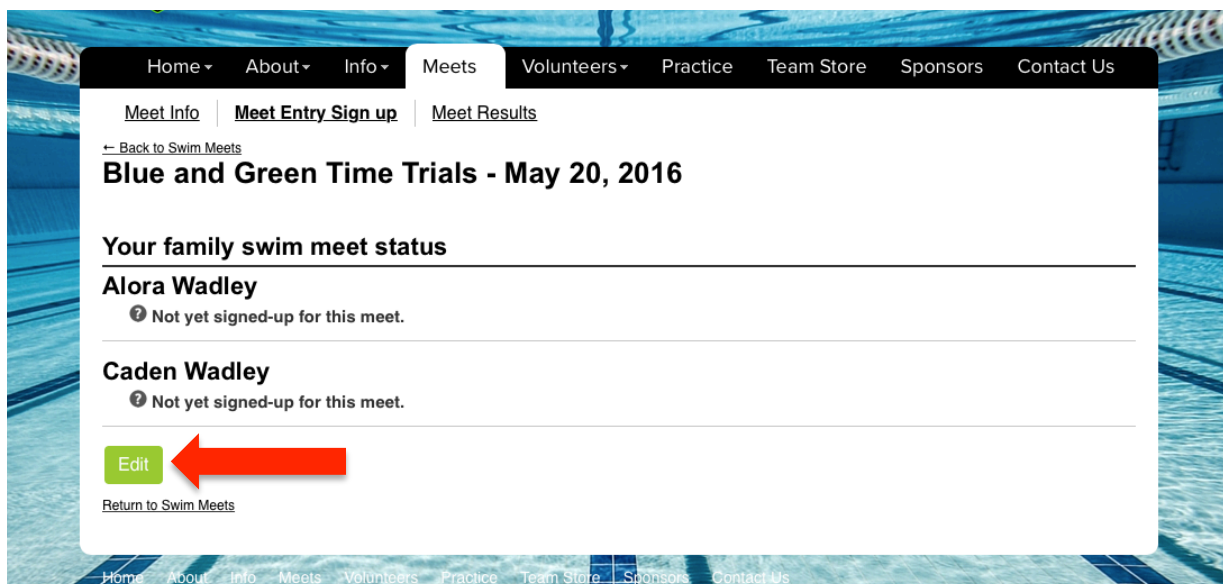 Home About Info Meets Volunteers Practice Team Store Sponsors Contact Us
Meet Info Meet Entry Sign up Meet Results
← Back to Swim Meets
Blue and Green Time Trials - May 20, 2016
Your family swim meet status
Alora Wadley
? Not yet signed-up for this meet.
Caden Wadley
? Not yet signed-up for this meet.
Edit
Return to Swim Meets
Home About Info Meets Volunteers Practice Team Store Sponsors Contact Us